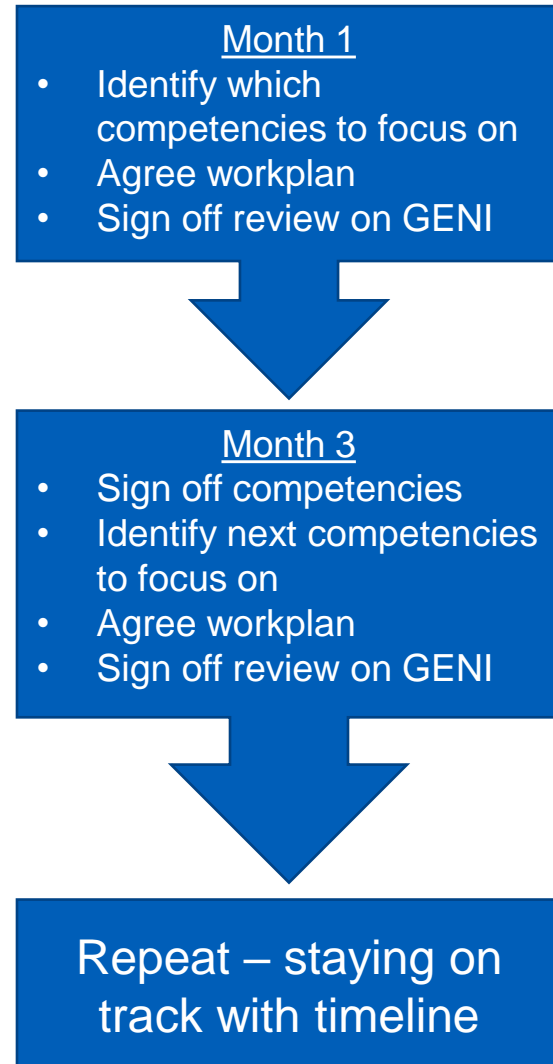 Month 1
• Identify which
competencies to focus on
• Agree workplan
• Sign off review on GENI
Month 3
• Sign off competencies
• Identify next competencies
to focus on
• Agree workplan
• Sign off review on GENI
Repeat – staying on
track with timeline